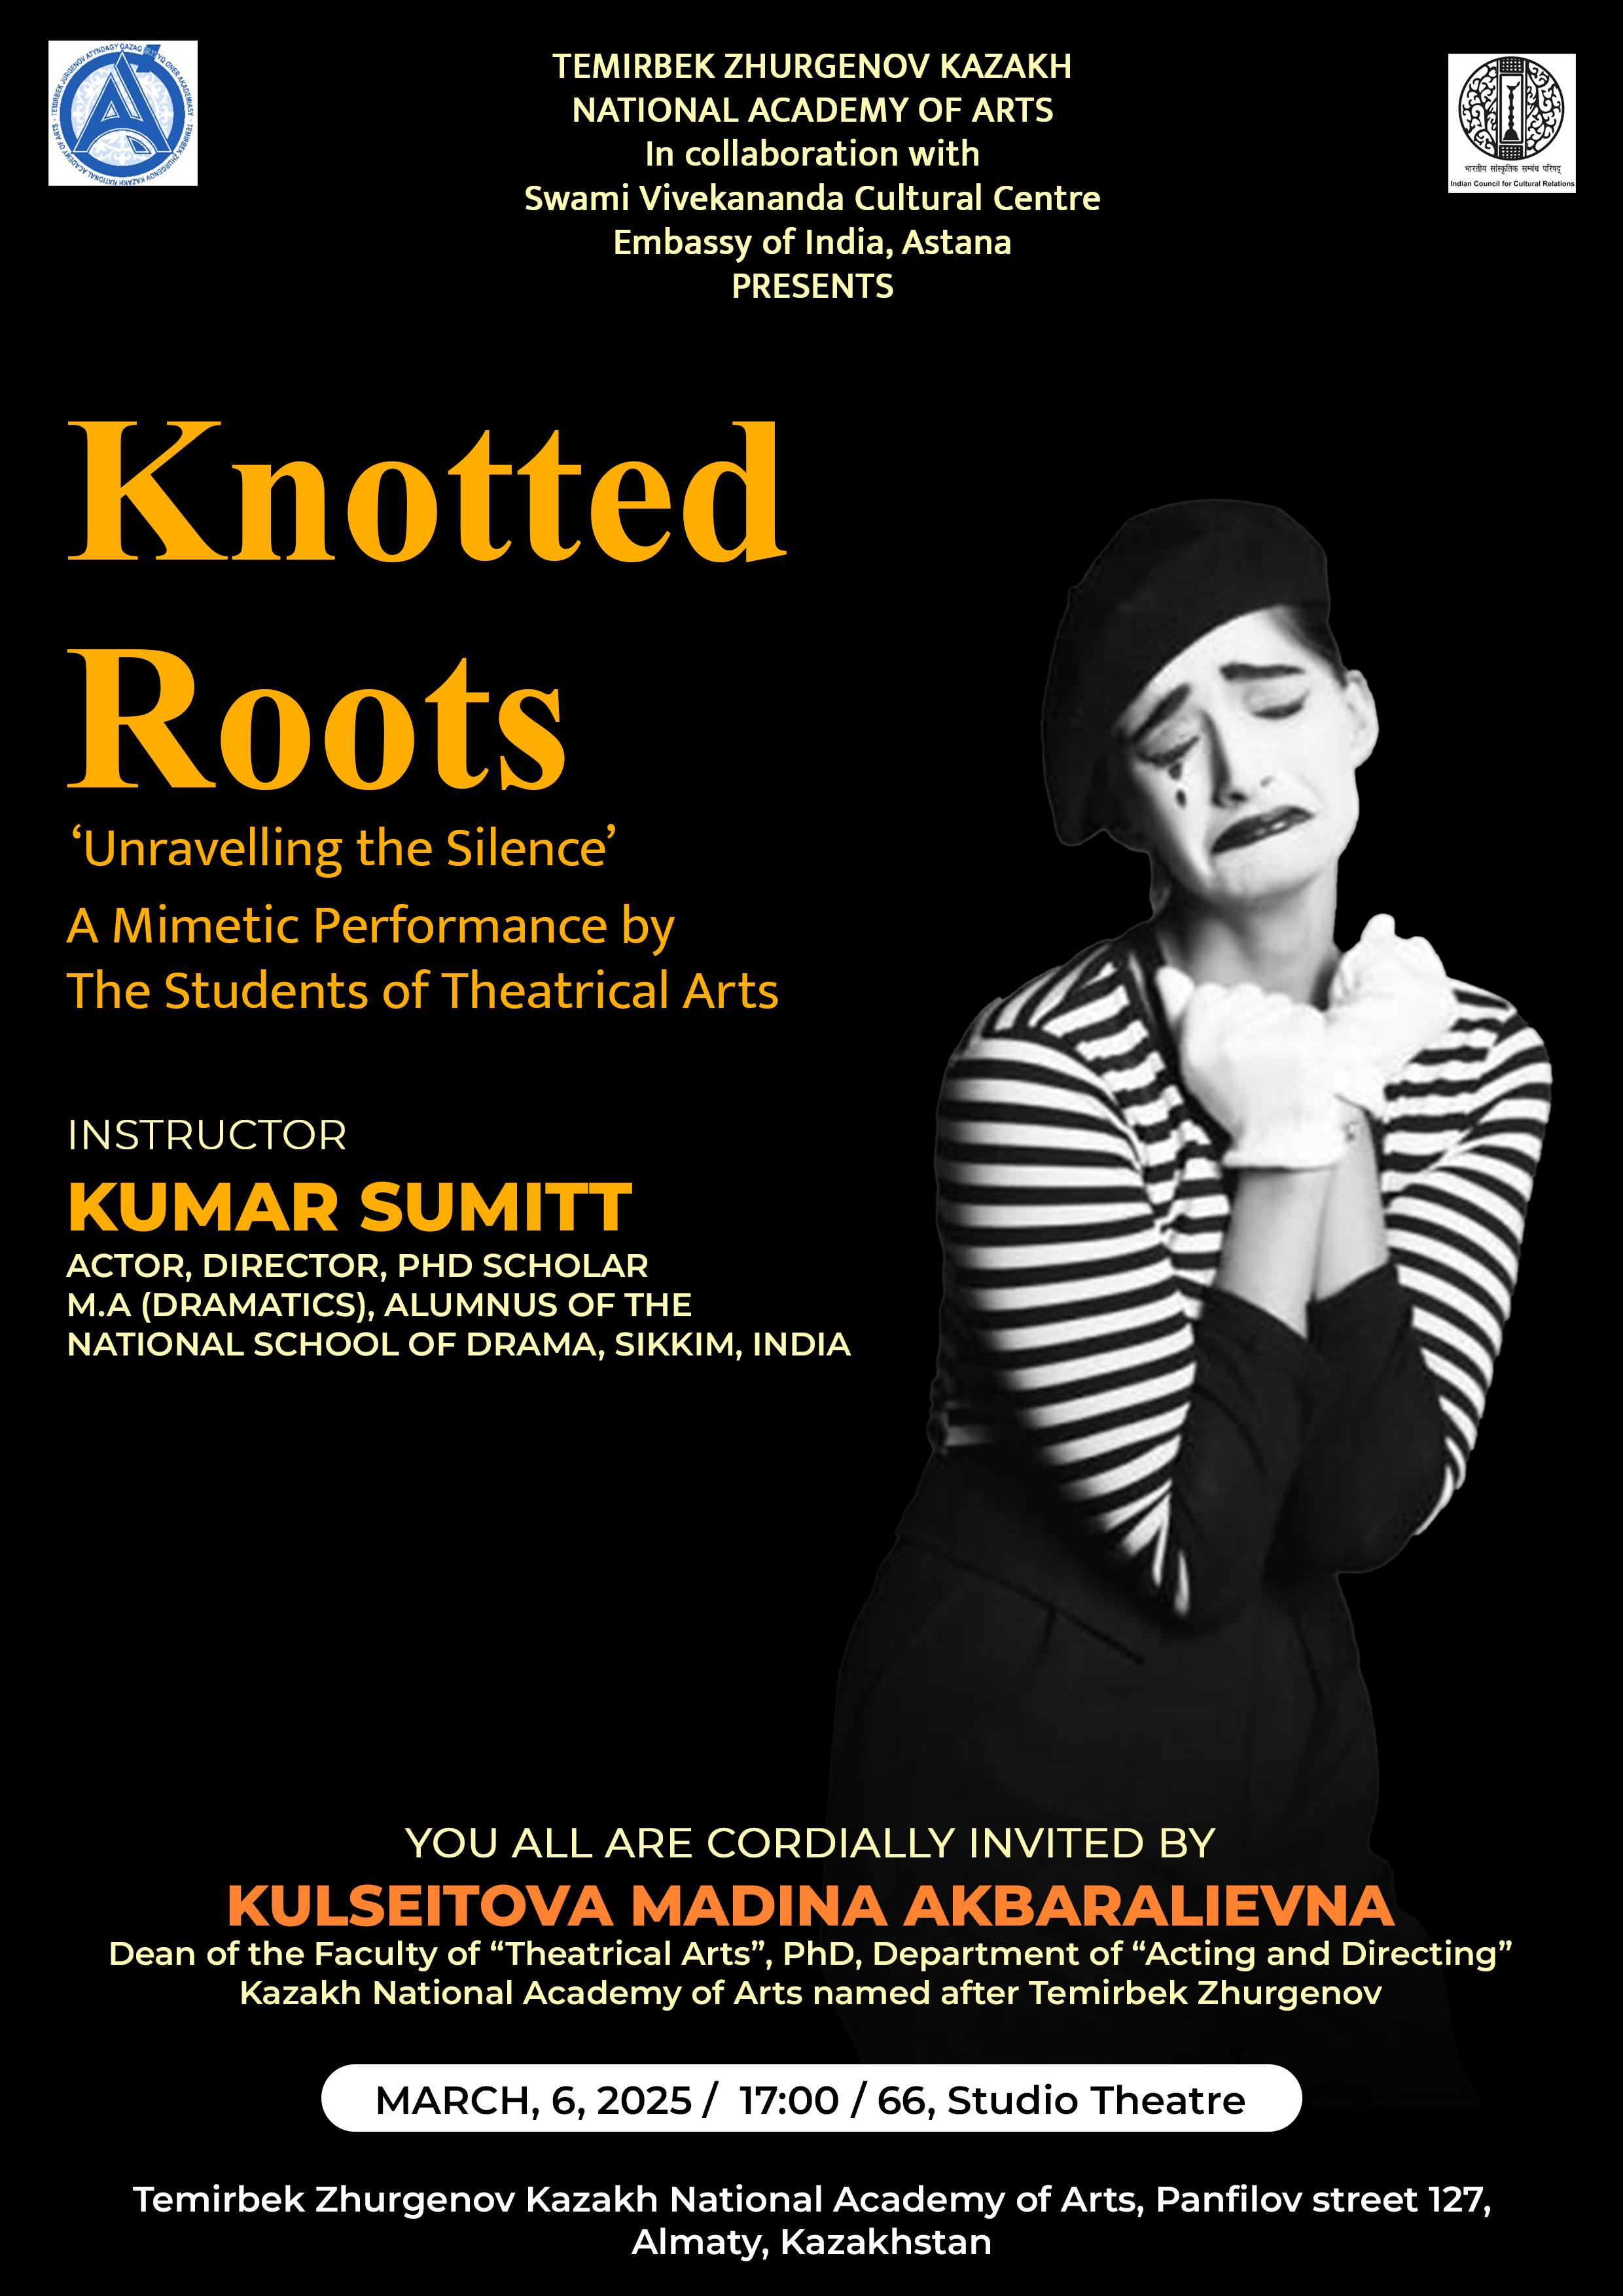 TEMIRBEK ZHURGENOV KAZAKH
NATIONAL ACADEMY OF ARTS
In collaboration with
Swami Vivekananda Cultural Centre
Embassy of India, Astana
PRESENTS
भारतीय सांस्कृतिक सम्बंध परिषद्
Indian Council for Cultural Relations
Knotted
Roots
‘Unravelling the Silence’
A Mimetic Performance by
The Students of Theatrical Arts
INSTRUCTOR
KUMAR SUMITT
ACTOR, DIRECTOR, PHD SCHOLAR
M.A (DRAMATICS), ALUMNUS OF THE
NATIONAL SCHOOL OF DRAMA, SIKKIM, INDIA
YOU ALL ARE CORDIALLY INVITED BY
KULSEITOVA MADINA AKBARALIEVNA
Dean of the Faculty of “Theatrical Arts”, PhD, Department of “Acting and Directing”
Kazakh National Academy of Arts named after Temirbek Zhurgenov
MARCH, 6, 2025 / 17:00 / 66, Studio Theatre
Temirbek Zhurgenov Kazakh National Academy of Arts, Panfilov street 127,
Almaty, Kazakhstan